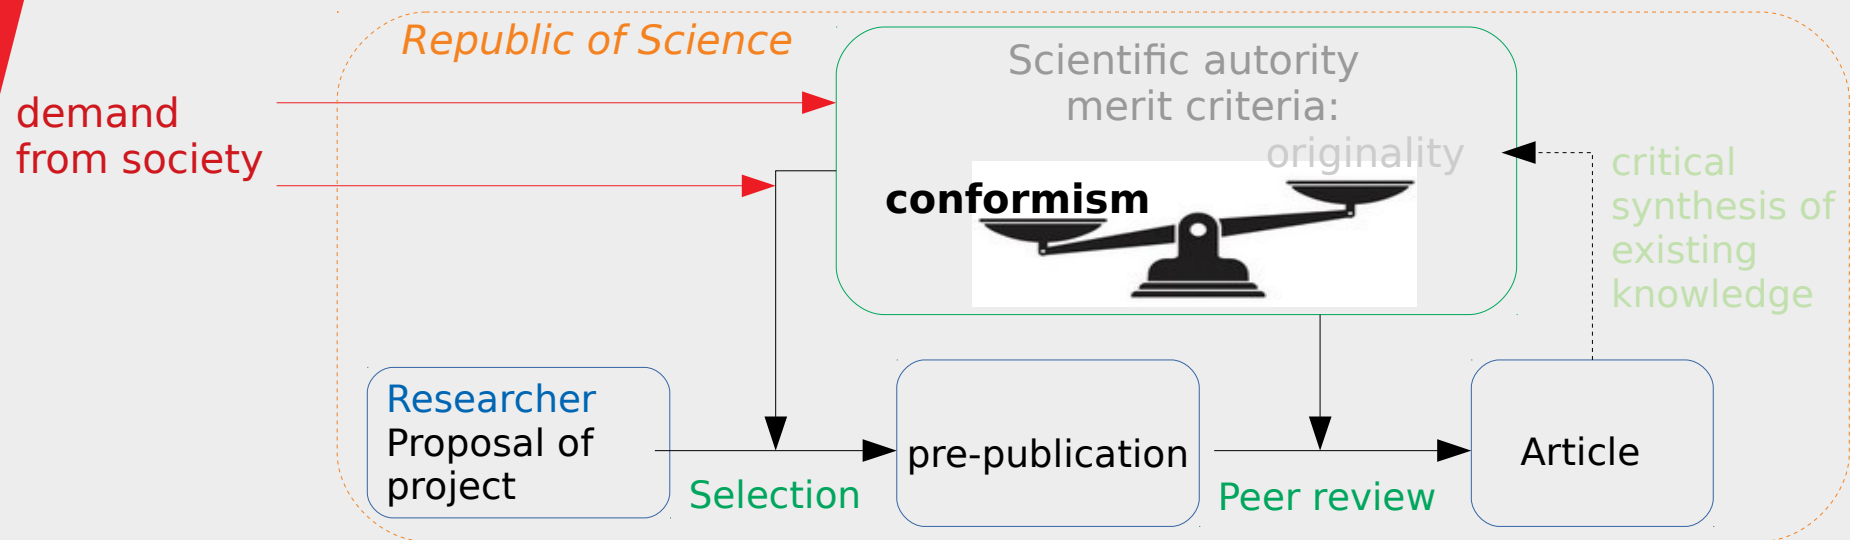 Republic of Science
demand
from society
Scientific autority
merit criteria:
originality
conformism
critical
synthesis of
existing
knowledge
Researcher
Proposal of
project
Selection
pre-publication
Peer review
Article